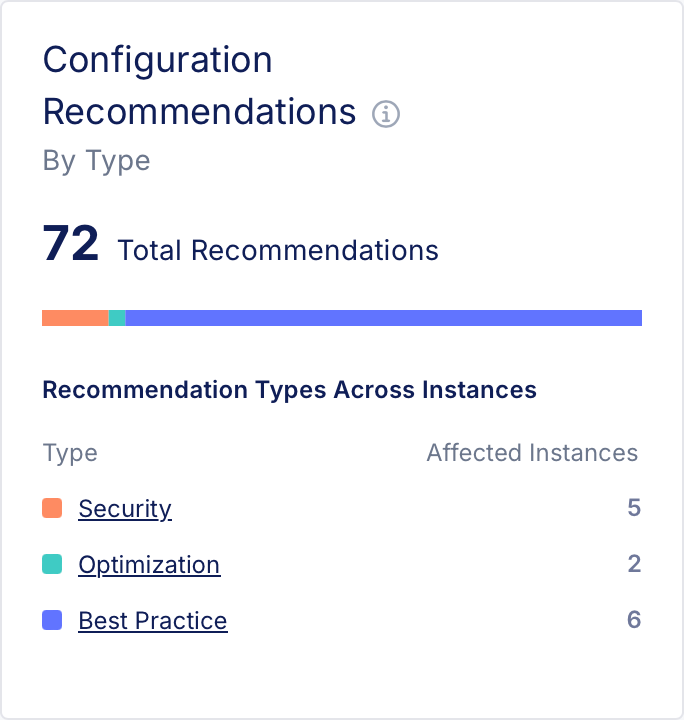 Configuration
Recommendations
By Type
72 Total Recommendations
Recommendation Types Across Instances
Type Affected Instances
Security 5
Optimization 2
Best Practice 6